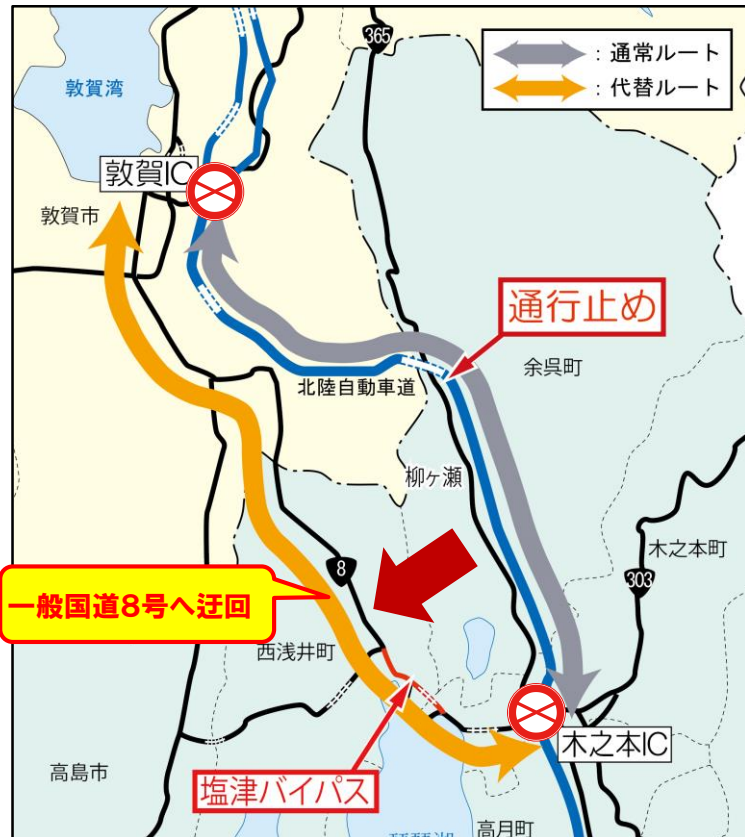 365
：通常ルート
：代替ルート
敦賀湾
敦賀IC
敦賀市
通行止め
余呉町
北陸自動車道
柳ヶ瀬
木之本町
8
303
一般国道8号へ迂回
西浅井町
木之本IC
高島市
塩津バイパス
高月町